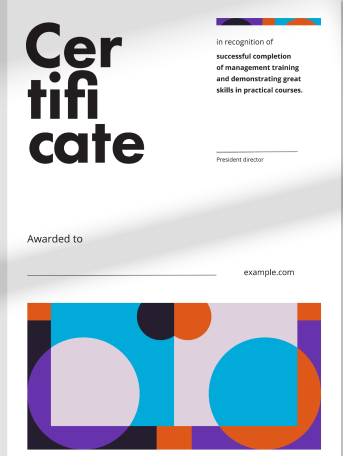 Cer
tifi
cate
in recognition of
successful completion
of management training
and demonstrating great
skills in practical courses.
President director
Awarded to
example.com